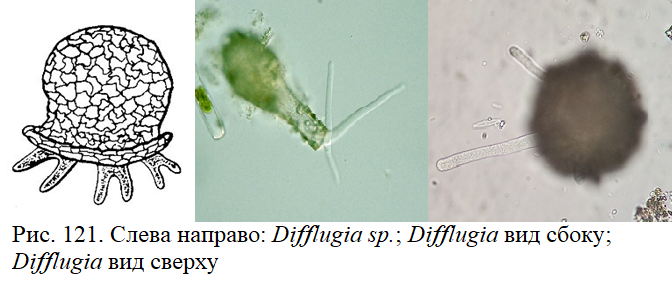 Рис. 121. Слева направо: Difflugia sp.; Difflugia вид сбоку;
Difflugia вид сверху